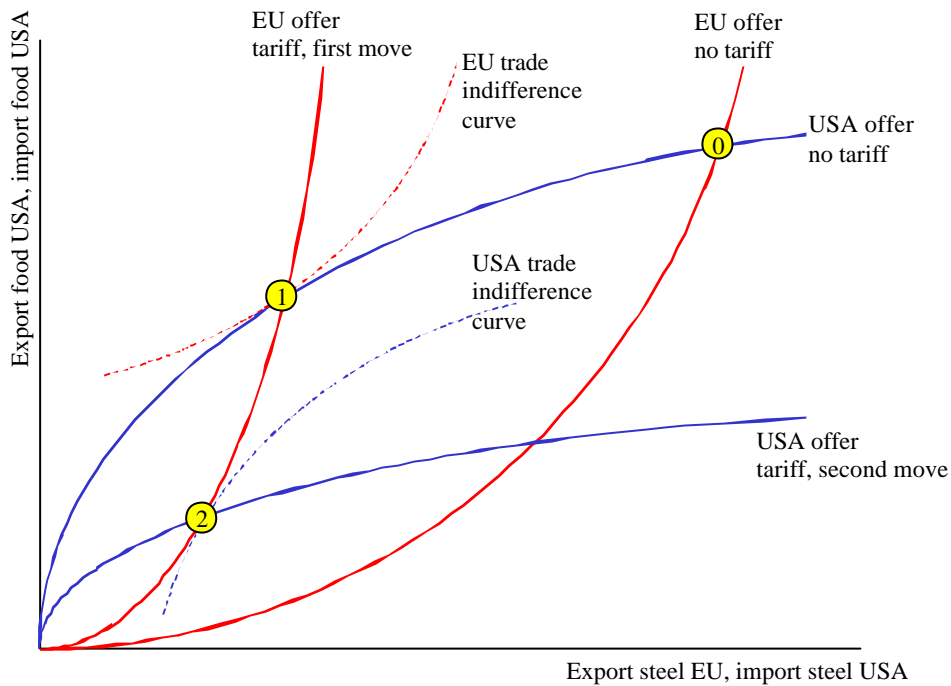 EU offer
tariff, first move
EU trade
indifference
curve
EU offer
no tariff
USA offer
no tariff
0
Export food USA, import food USA
USA trade
indifference
curve
1
USA offer
tariff, second move
2
Export steel EU, import steel USA